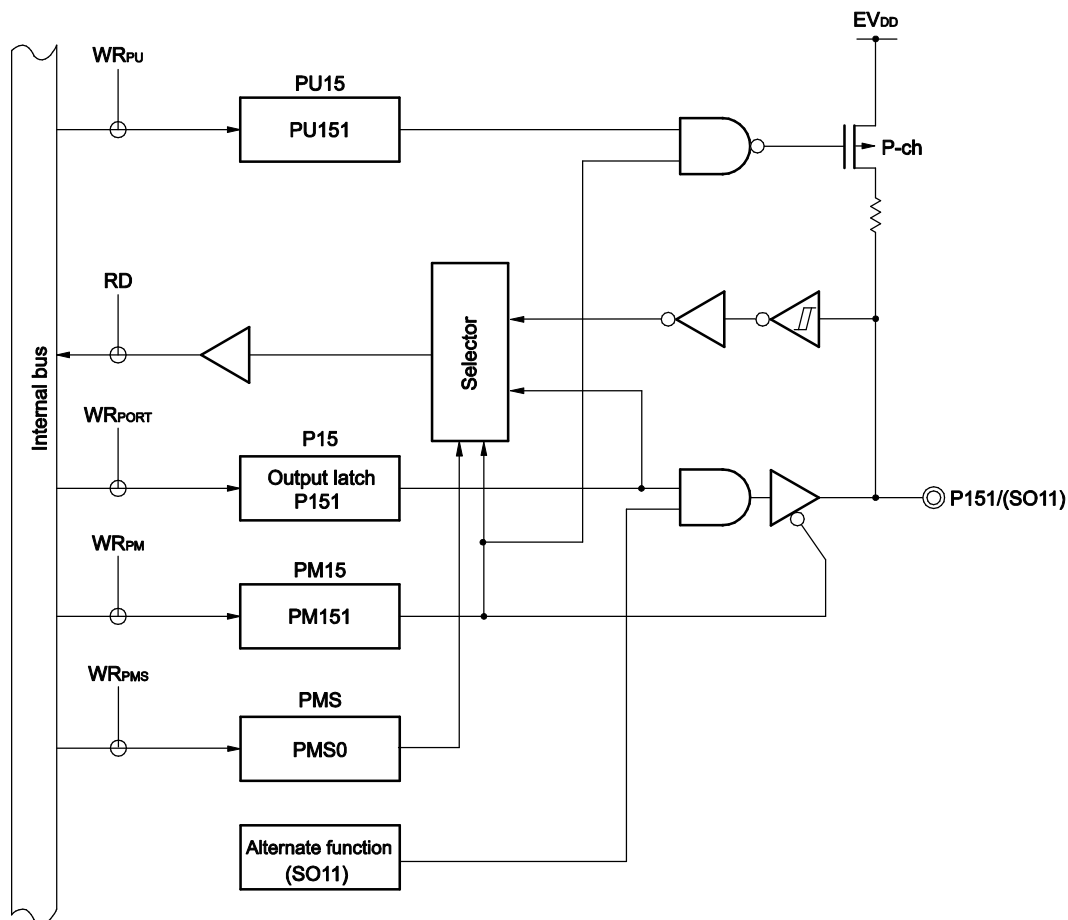 EVDD
WRPU
PU15
PU151
P-ch
RD
Selector
Internal bus
WRPORT
P15
Output latch
P151
P151/(SO11)
WRPM
PM15
PM151
WRPMS
PMS
PMS0
Alternate function
(SO11)